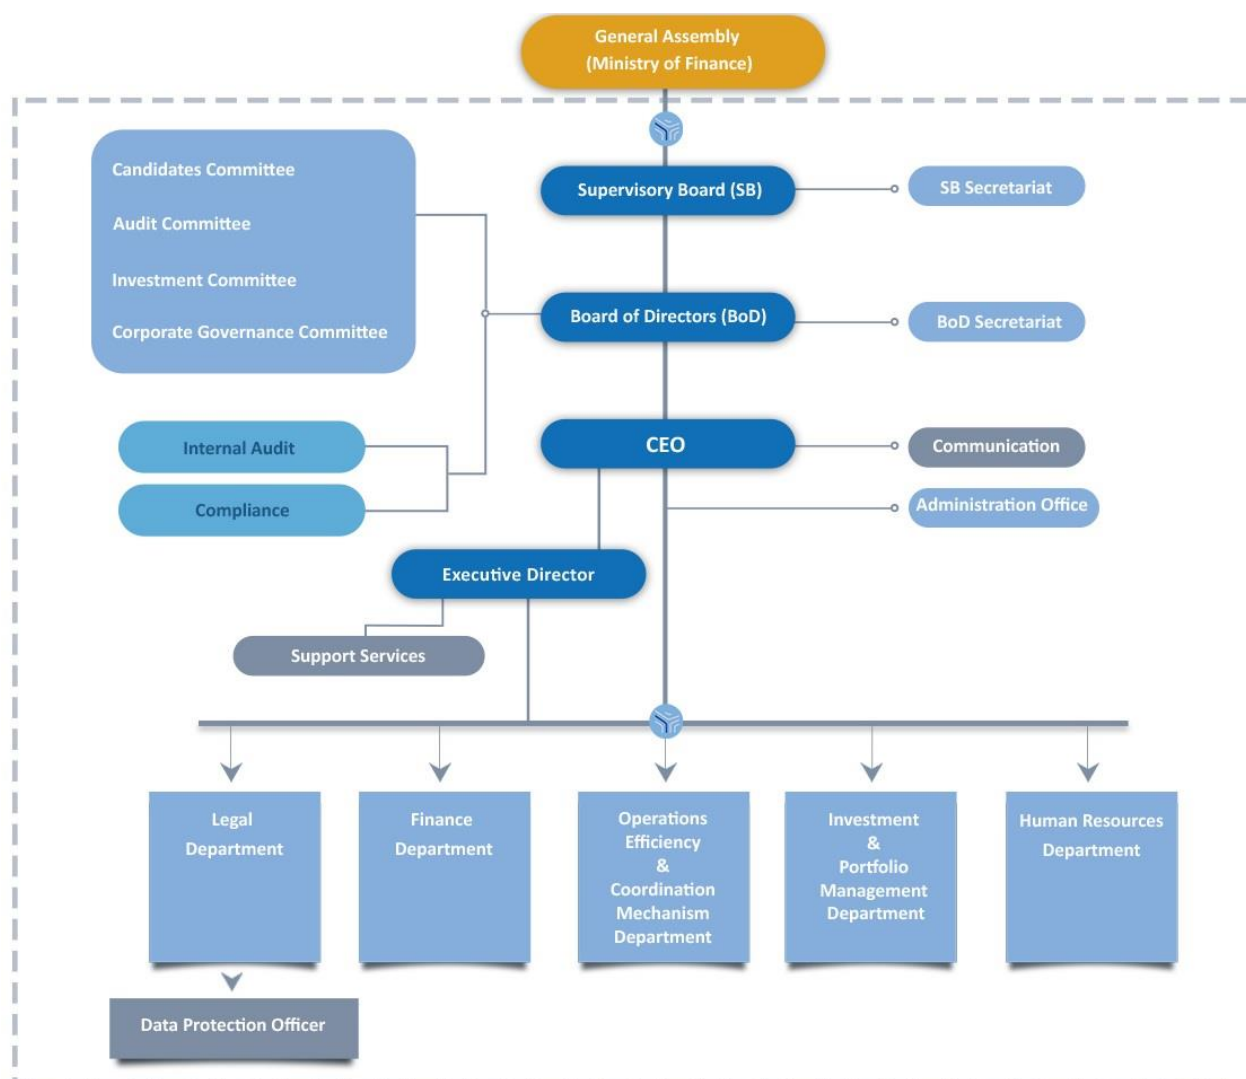 General Assembly
(Ministry of Finance)
Candidates Committee
Audit Committee
Investment Committee
Corporate Governance Committee
Supervisory Board (SB)
SB Secretariat
Board of Directors (BoD)
BoD Secretariat
Internal Audit
Compliance
CEO
Communication
Administration Office
Executive Director
Support Services
Legal
Department
Finance
Department
Operations
Efficiency
&
Coordination
Mechanism
Department
Investment
&
Portfolio
Management
Department
Human Resources
Department
Data Protection Officer